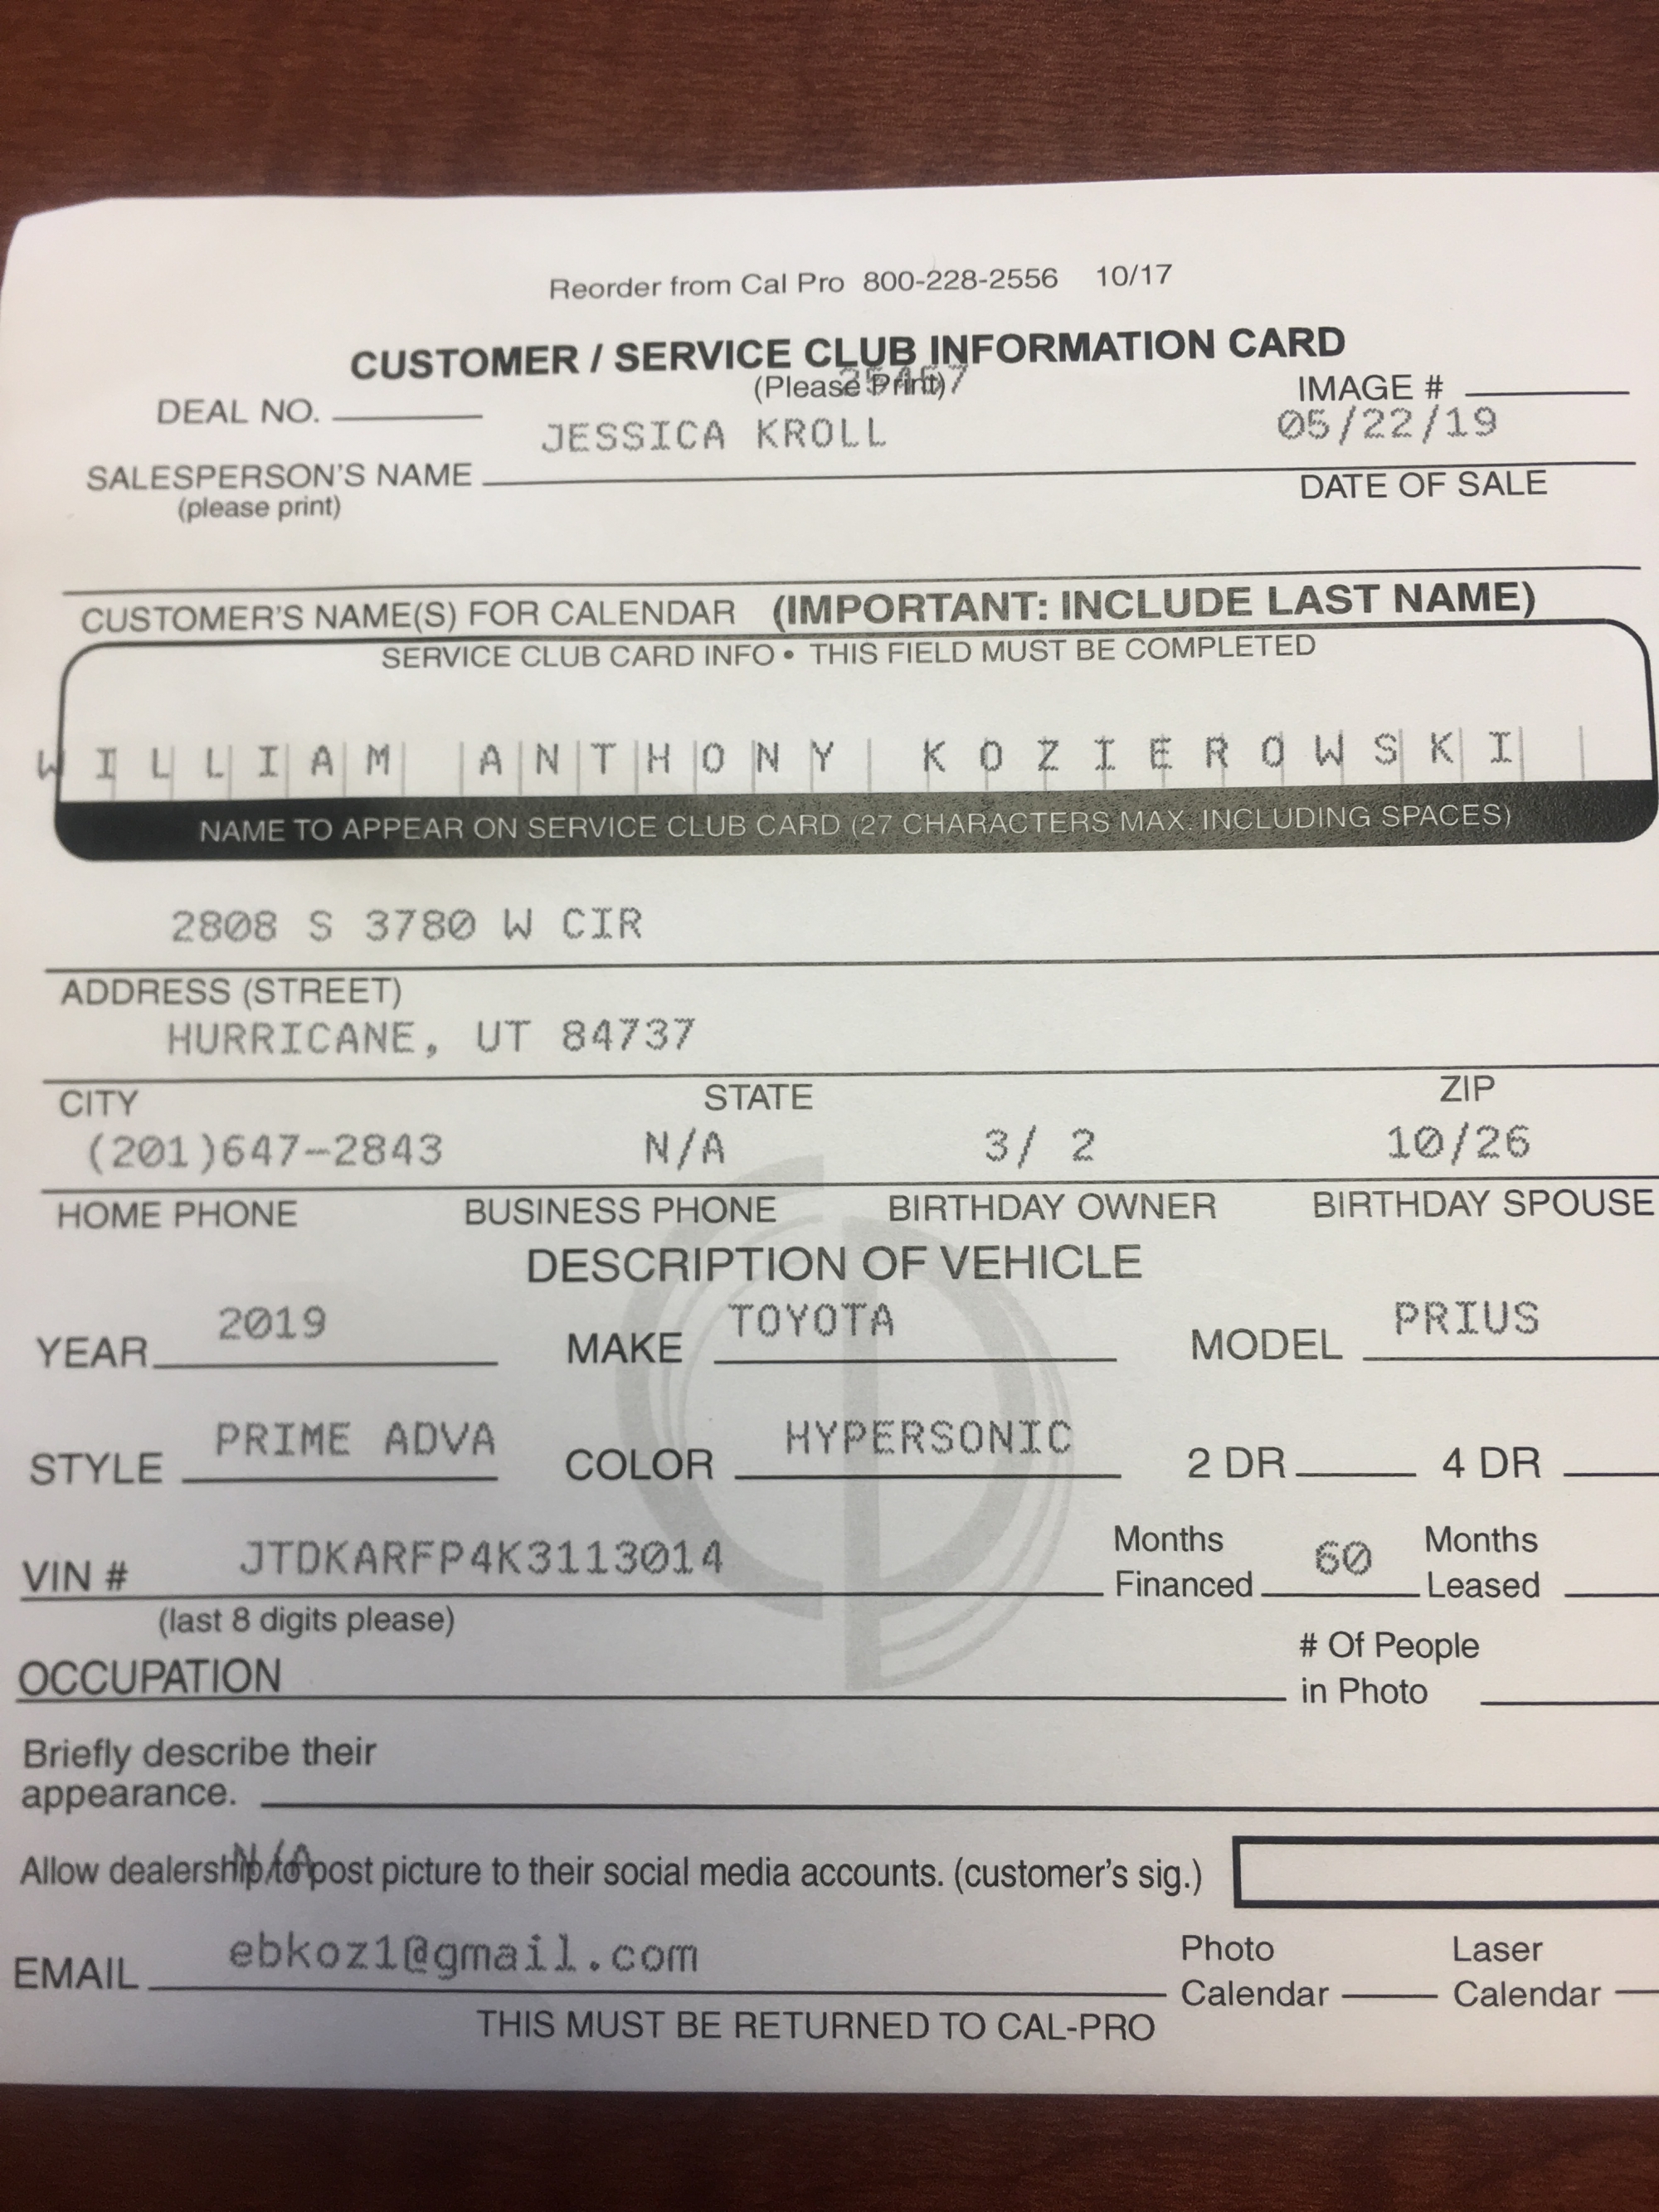 Reorder from Cal Pro 800-228-2556 10/17
CUSTOMER / SERVICE CLUB INFORMATION CARD
(Please Print)
DEAL NO. IMAGE #
JESSICA KROLL 05/22/19
SALESPERSON'S NAME DATE OF SALE
(please print)
CUSTOMER'S NAME(S) FOR CALENDAR (IMPORTANT: INCLUDE LAST NAME)
SERVICE CLUB CARD INFO • THIS FIELD MUST BE COMPLETED
WILLIAM ANTHONY KOZIEROWSKI
NAME TO APPEAR ON SERVICE CLUB CARD (27 CHARACTERS MAX. INCLUDING SPACES)
2808 S 3780 W CIR
ADDRESS (STREET)
HURRICANE, UT 84737
CITY STATE ZIP
(201)647-2843 N/A 3/ 2 10/26
HOME PHONE BUSINESS PHONE BIRTHDAY OWNER BIRTHDAY SPOUSE
DESCRIPTION OF VEHICLE
YEAR 2019 MAKE TOYOTA MODEL PRIUS
STYLE PRIME ADVA COLOR HYPERSONIC 2 DR 4 DR
VIN # JTDKARFP4K3113014 Months Financed 60 Months Leased
(last 8 digits please)
OCCUPATION # Of People in Photo
Briefly describe their
appearance.
N/A
Allow dealership to post picture to their social media accounts. (customer's sig.)
EMAIL ebkoz1@gmail.com Photo Calendar Laser Calendar
THIS MUST BE RETURNED TO CAL-PRO